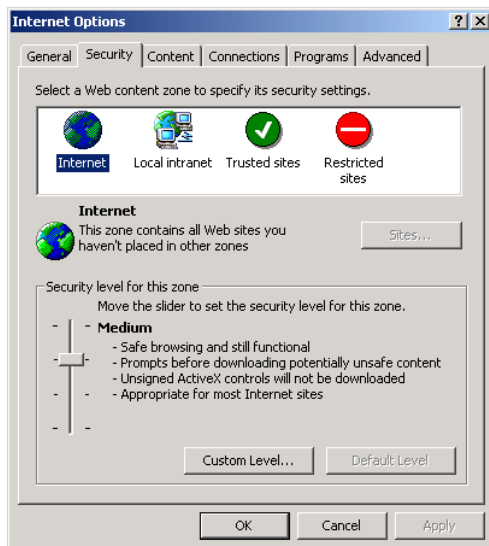 Internet Options
General Security Content Connections Programs Advanced
Select a Web content zone to specify its security settings.
Internet Local intranet Trusted sites Restricted sites
Internet
This zone contains all Web sites you
haven't placed in other zones
Sites...
Security level for this zone
Move the slider to set the security level for this zone.
Medium
- Safe browsing and still functional
- Prompts before downloading potentially unsafe content
- Unsigned ActiveX controls will not be downloaded
- Appropriate for most Internet sites
Custom Level... Default Level
OK Cancel Apply